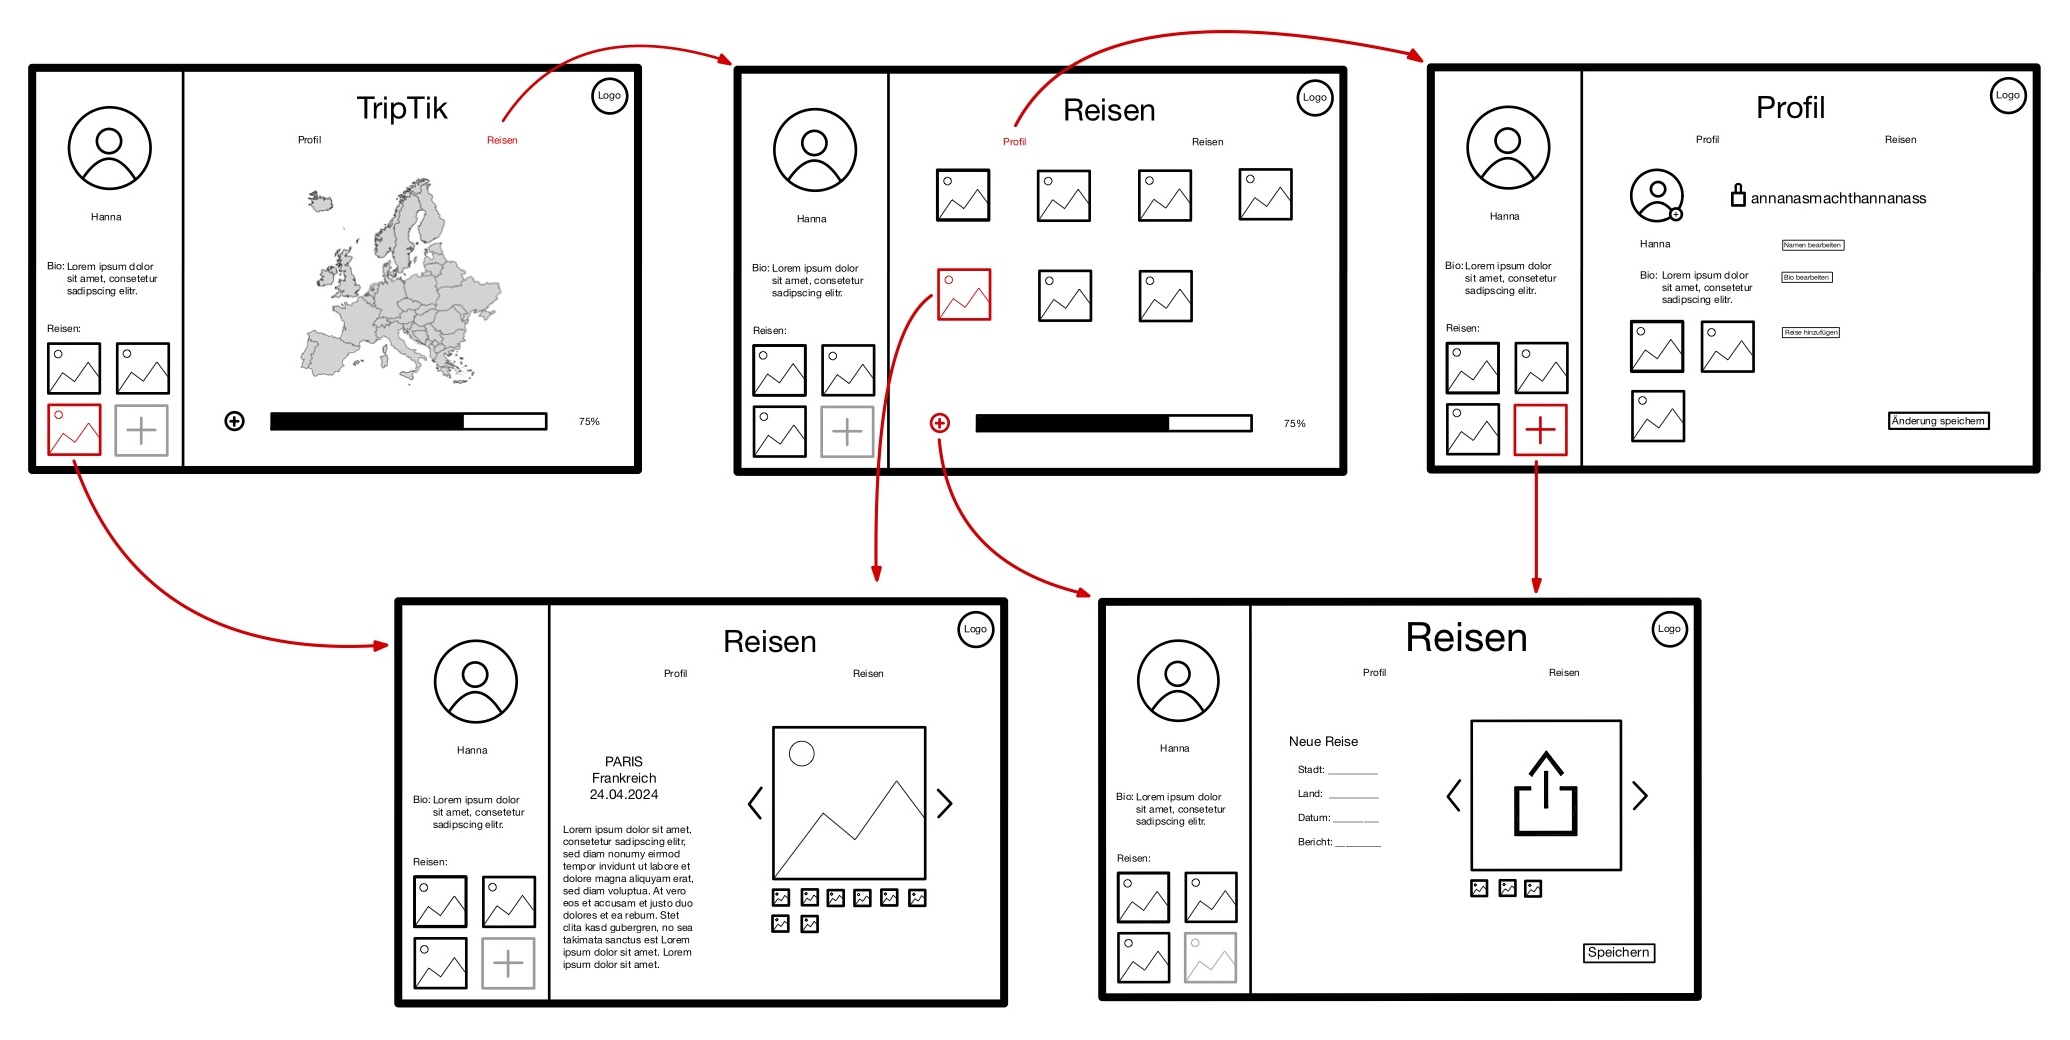 TripTik
Logo
Profil
Reisen
Hanna
Bio: Lorem ipsum dolor
sit amet, consetetur
sadipscing elitr.
Reisen:
75%
Reisen
Logo
Profil
Reisen
Hanna
Bio: Lorem ipsum dolor
sit amet, consetetur
sadipscing elitr.
Reisen:
75%
Profil
Logo
Profil
Reisen
Hanna
Bio: Lorem ipsum dolor
sit amet, consetetur
sadipscing elitr.
Reisen:
annanasmachthannanass
Hanna
Namen bearbeiten
Bio: Lorem ipsum dolor
sit amet, consetetur
sadipscing elitr.
Bio bearbeiten
Reise hinzufügen
Änderung speichern
Reisen
Logo
Profil
Reisen
Hanna
Bio: Lorem ipsum dolor
sit amet, consetetur
sadipscing elitr.
Reisen:
PARIS
Frankreich
24.04.2024
Lorem ipsum dolor sit amet,
consetetur sadipscing elitr,
sed diam nonumy eirmod
tempor invidunt ut labore et
dolore magna aliquyam erat,
sed diam voluptua. At vero
eos et accusam et justo duo
dolores et ea rebum. Stet
clita kasd gubergren, no sea
takimata sanctus est Lorem
ipsum dolor sit amet. Lorem
ipsum dolor sit amet.
Reisen
Logo
Profil
Reisen
Hanna
Bio: Lorem ipsum dolor
sit amet, consetetur
sadipscing elitr.
Reisen:
Neue Reise
Stadt: ________
Land: ________
Datum: _______
Bericht: _______
Speichern